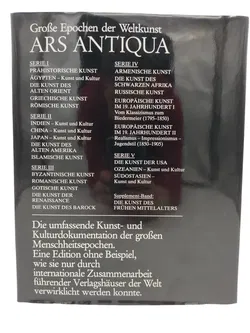 Große Epochen der Weltkunst
ARS ANTIQUA
SERIE I
PRÄHISTORISCHE KUNST
ÄGYPTEN – Kunst und Kultur
DIE KUNST DES
ALTEN ORIENT
GRIECHISCHE KUNST
RÖMISCHE KUNST
SERIE II
INDIEN – Kunst und Kultur
CHINA – Kunst und Kultur
JAPAN – Kunst und Kultur
DIE KUNST DES
ALTEN AMERIKA
ISLAMISCHE KUNST
SERIE III
BYZANTINISCHE KUNST
ROMANISCHE KUNST
GOTISCHE KUNST
DIE KUNST DER
RENAISSANCE
DIE KUNST DES BAROCK
SERIE IV
ARMENISCHE KUNST
DIE KUNST DES
SCHWARZEN AFRIKA
RUSSISCHE KUNST
EUROPÄISCHE KUNST
IM 19. JAHRHUNDERT I
Vom Klassizismus zum
Biedermeier (1795-1850)
EUROPÄISCHE KUNST
IM 19. JAHRHUNDERT II
Realismus – Impressionismus –
Jugendstil (1850-1905)
SERIE V
DIE KUNST DER USA
OZEANIEN – Kunst und Kultur
SÜDOSTASIEN –
Kunst und Kultur
Supplement Band:
DIE KUNST DES
FRÜHEN MITTELALTERS
Die umfassende Kunst- und
Kulturdokumentation der großen
Menschheitsepochen.
Eine Edition ohne Beispiel,
wie sie nur durch
internationale Zusammenarbeit
führender Verlagshäuser der Welt
verwirklicht werden konnte.